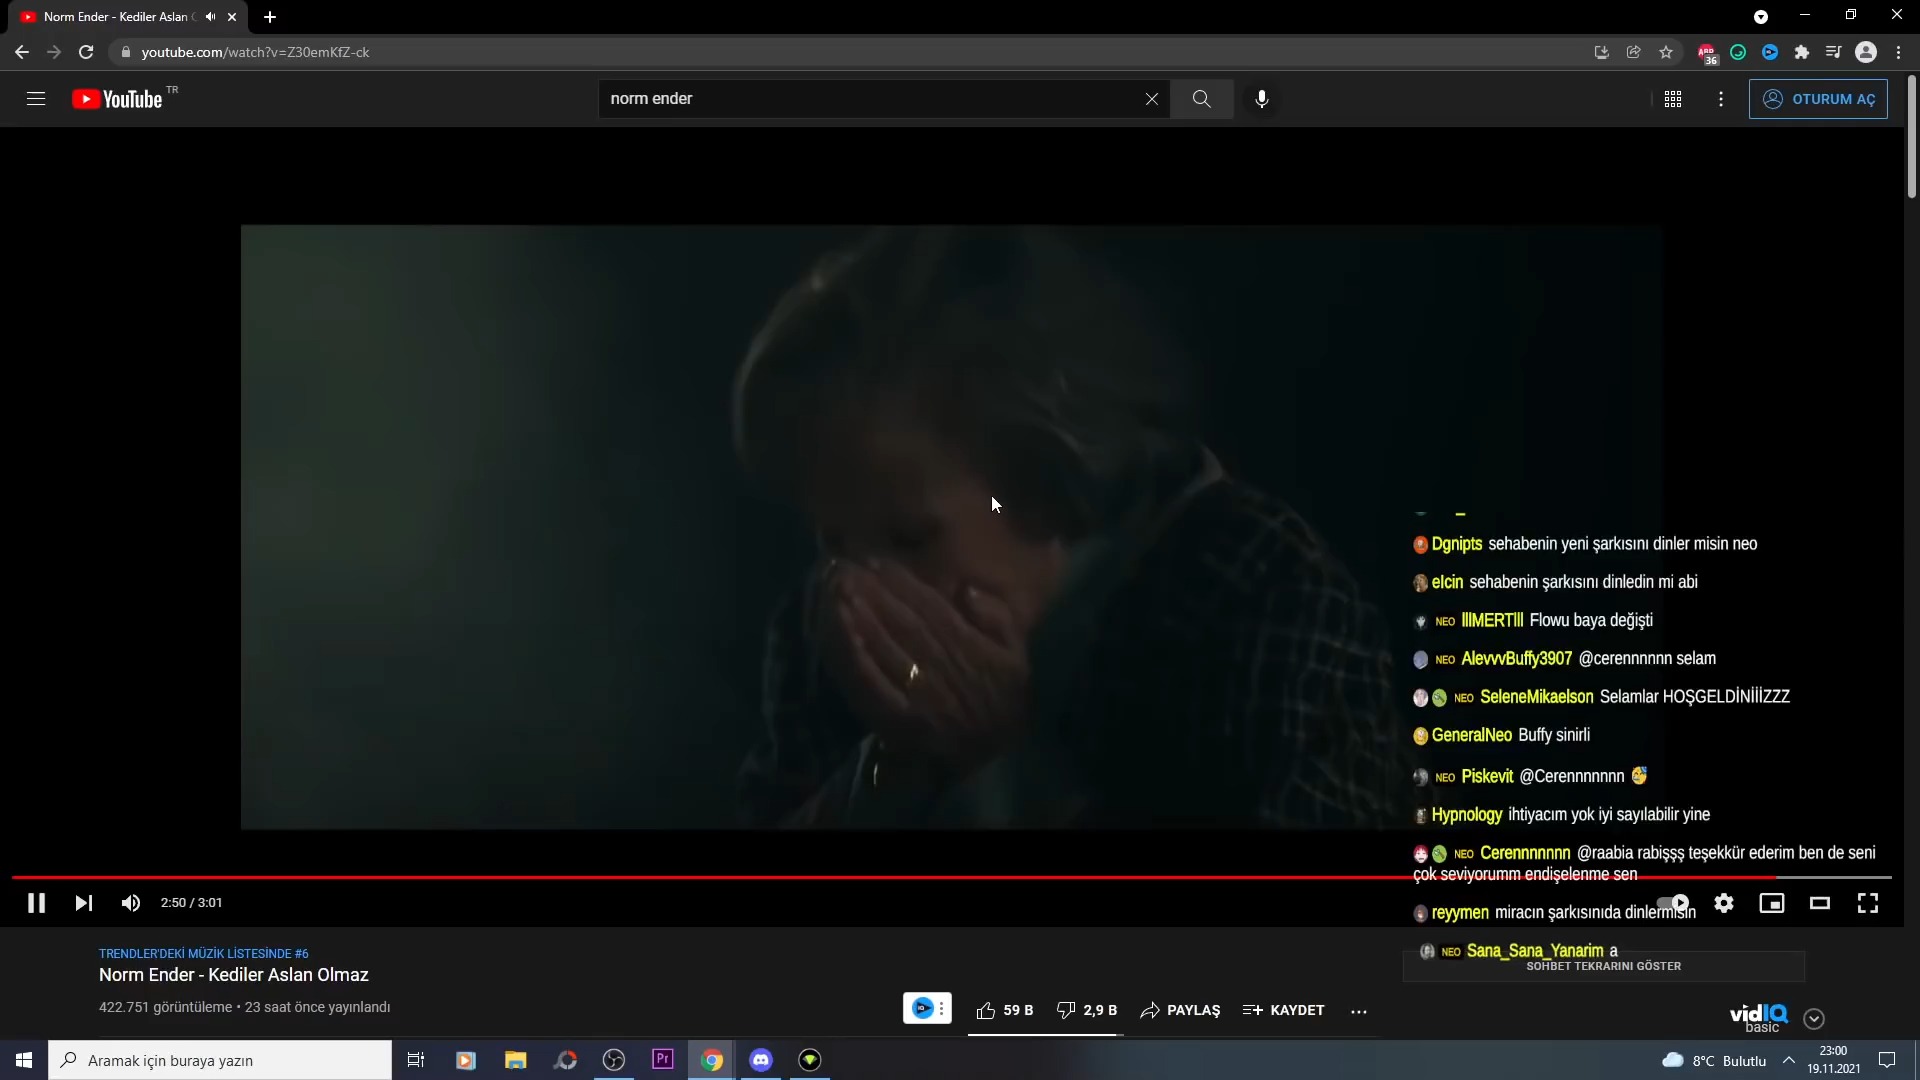 Norm Ender - Kediler Aslan
youtube.com/watch?v=Z30emKfZ-ck
ABP
36
YouTube TR
norm ender
OTURUM AÇ
Dgnipts sehabenin yeni şarkısını dinler misin neo
elcin sehabenin şarkısını dinledin mi abi
NEO lllMERTlll Flowu baya değişti
NEO AlevvvBuffy3907 @cerennnnnn selam
NEO SeleneMikaelson Selamlar HOŞGELDİNİİİZZZ
GeneralNeo Buffy sinirli
NEO Piskevit @Cerennnnnnn 😴
Hypnology ihtiyacım yok iyi sayılabilir yine
NEO Cerennnnnnn @raabia rabişşş teşekkür ederim ben de seni
çok seviyorumm endişelenme sen
reyymen miracın şarkısınıda dinlermisin
NEO Sana_Sana_Yanarim a
2:50 / 3:01
SOHBET TEKRARINI GÖSTER
TRENDLER'DEKİ MÜZİK LİSTESİNDE #6
Norm Ender - Kediler Aslan Olmaz
422.751 görüntüleme • 23 saat önce yayınlandı
59 B
2,9 B
PAYLAŞ
KAYDET
vidIQ
basic
Aramak için buraya yazın
Pr
8°C Bulutlu
23:00
19.11.2021